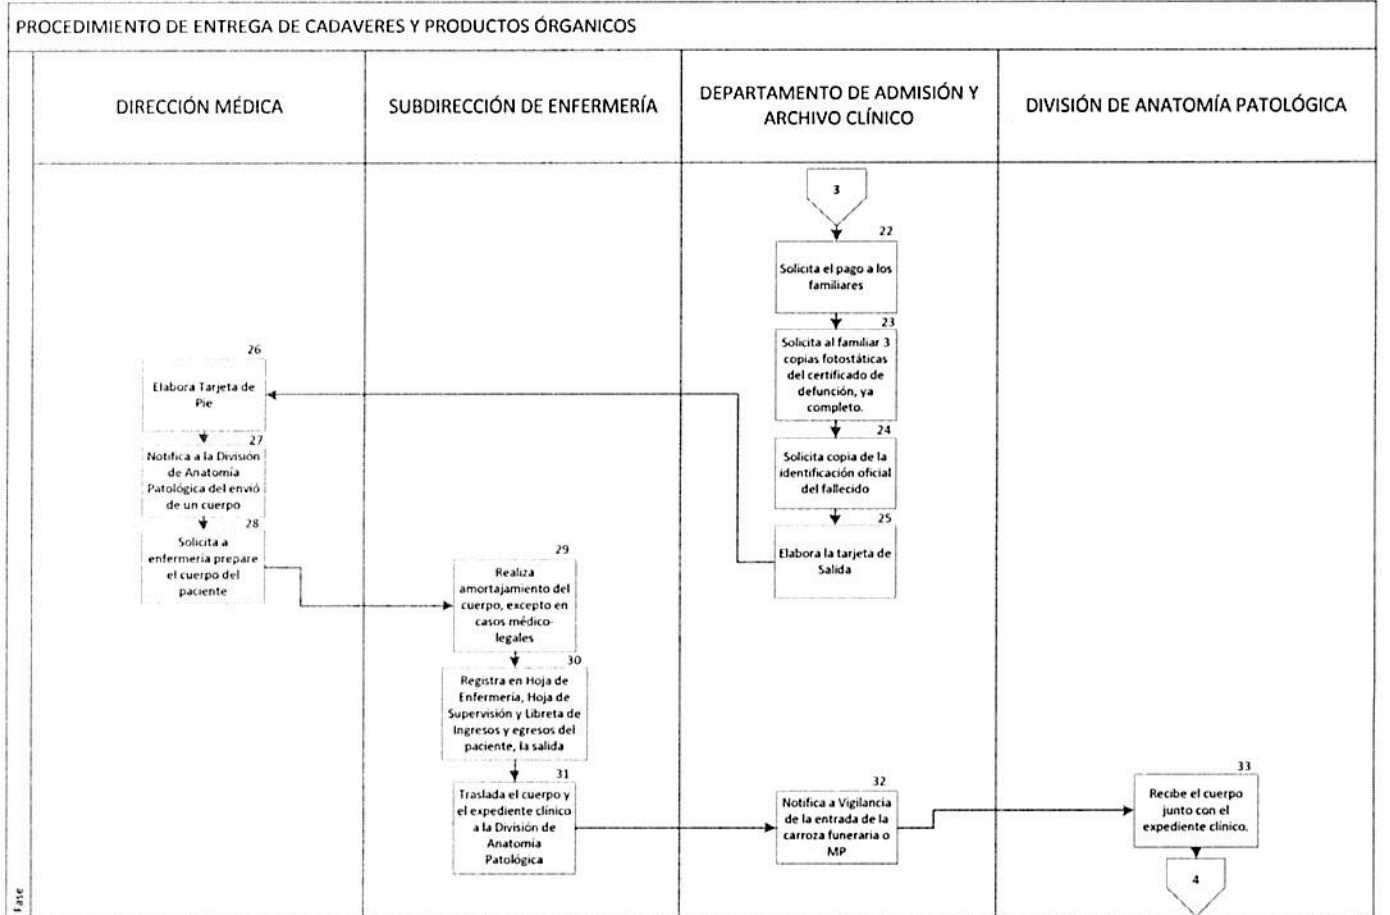 PROCEDIMIENTO DE ENTREGA DE CADAVERES Y PRODUCTOS ÓRGANICOS
DIRECCIÓN MÉDICA
SUBDIRECCIÓN DE ENFERMERÍA
DEPARTAMENTO DE ADMISIÓN Y
ARCHIVO CLÍNICO
DIVISIÓN DE ANATOMÍA PATOLÓGICA
3
22
Solicita el pago a los
familiares
23
Solicita al familiar 3
copias fotostáticas
del certificado de
defunción, ya
completo.
24
Solicita copia de la
identificación oficial
del fallecido
25
Elabora la tarjeta de
Salida
26
Elabora Tarjeta de
Pie
27
Notifica a la División
de Anatomía
Patológica del envió
de un cuerpo
28
Solicita a
enfermería prepare
el cuerpo del
paciente
29
Realiza
amortajamiento del
cuerpo, excepto en
casos médico-
legales
30
Registra en Hoja de
Enfermería, Hoja de
Supervisión y Libreta de
Ingresos y egresos del
paciente, la salida
31
Traslada el cuerpo y
el expediente clínico
a la División de
Anatomía
Patológica
32
Notifica a Vigilancia
de la entrada de la
carroza funeraria o
MP
33
Recibe el cuerpo
junto con el
expediente clínico.
4
Fase